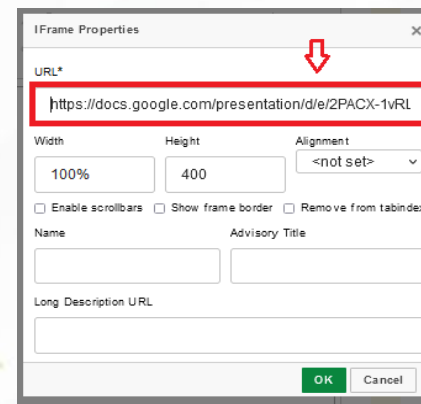 IFrame Properties
URL*
https://docs.google.com/presentation/d/e/2PACX-1vRL
Width Height Alignment
100% 400 <not set>
Enable scrollbars Show frame border Remove from tabindex
Name Advisory Title
Long Description URL
OK Cancel